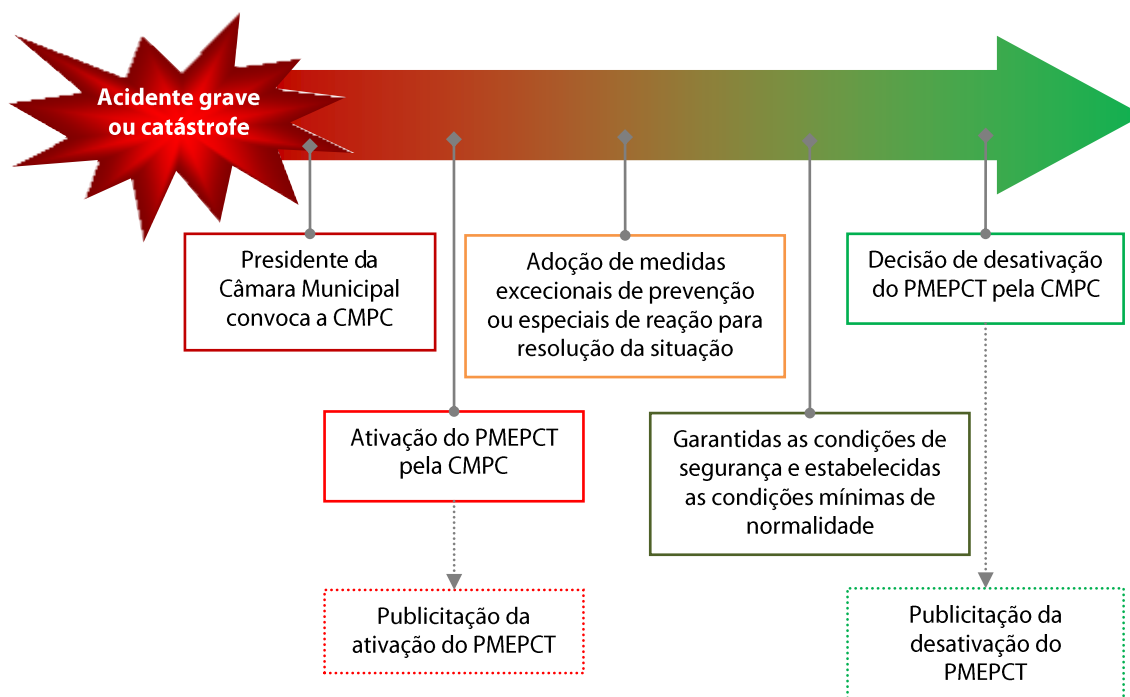 Acidente grave
ou catástrofe
Presidente da
Câmara Municipal
convoca a CMPC
Ativação do PMEPCT
pela CMPC
Publicitação da
ativação do PMEPCT
Adoção de medidas
excecionais de prevenção
ou especiais de reação para
resolução da situação
Garantidas as condições de
segurança e estabelecidas
as condições mínimas de
normalidade
Decisão de desativação
do PMEPCT pela CMPC
Publicitação da
desativação do
PMEPCT